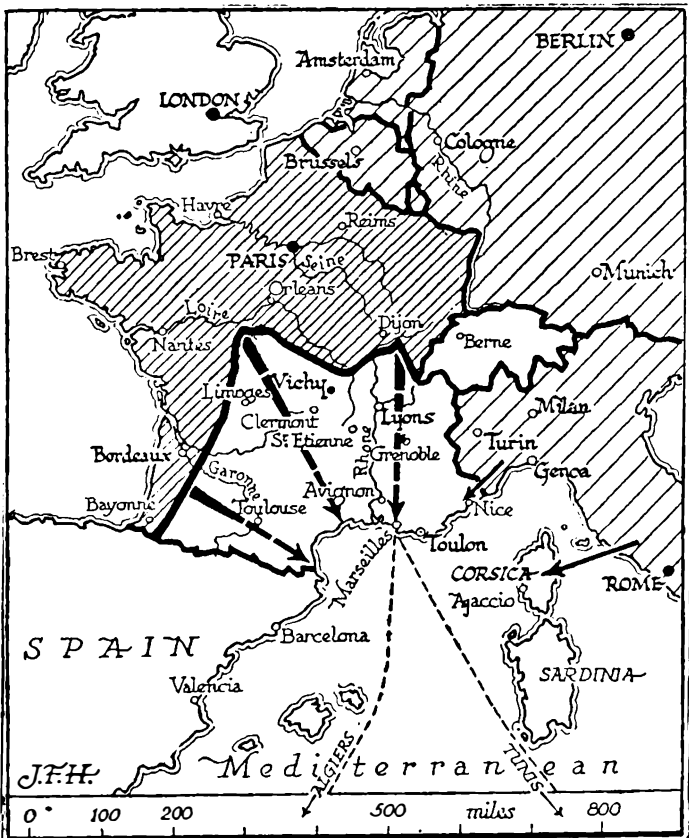 BERLIN
Amsterdam
LONDON
Cologne
Brussels
Rhine
Havre
Reims
Brest
PARIS
Seine
Munich
Orleans
Loire
Dijon
Nantes
Berne
Limoges
Vichy
Lyons
Milan
Clermont
St Etienne
Turin
Bordeaux
Rhone
Grenoble
Genoa
Garonne
Avignon
Bayonne
Toulouse
Nice
Marseilles
Toulon
CORSICA
ROME
Ajaccio
SPAIN
Barcelona
SARDINIA
Valencia
ALGIERS
TUNIS
J.F.H.
Mediterranean
0 100 200 500 miles 800